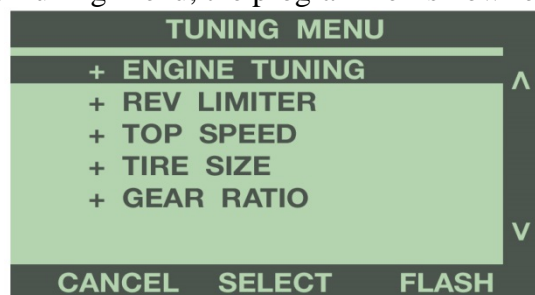 TUNING MENU
+ ENGINE TUNING
+ REV LIMITER
+ TOP SPEED
+ TIRE SIZE
+ GEAR RATIO
CANCEL SELECT FLASH